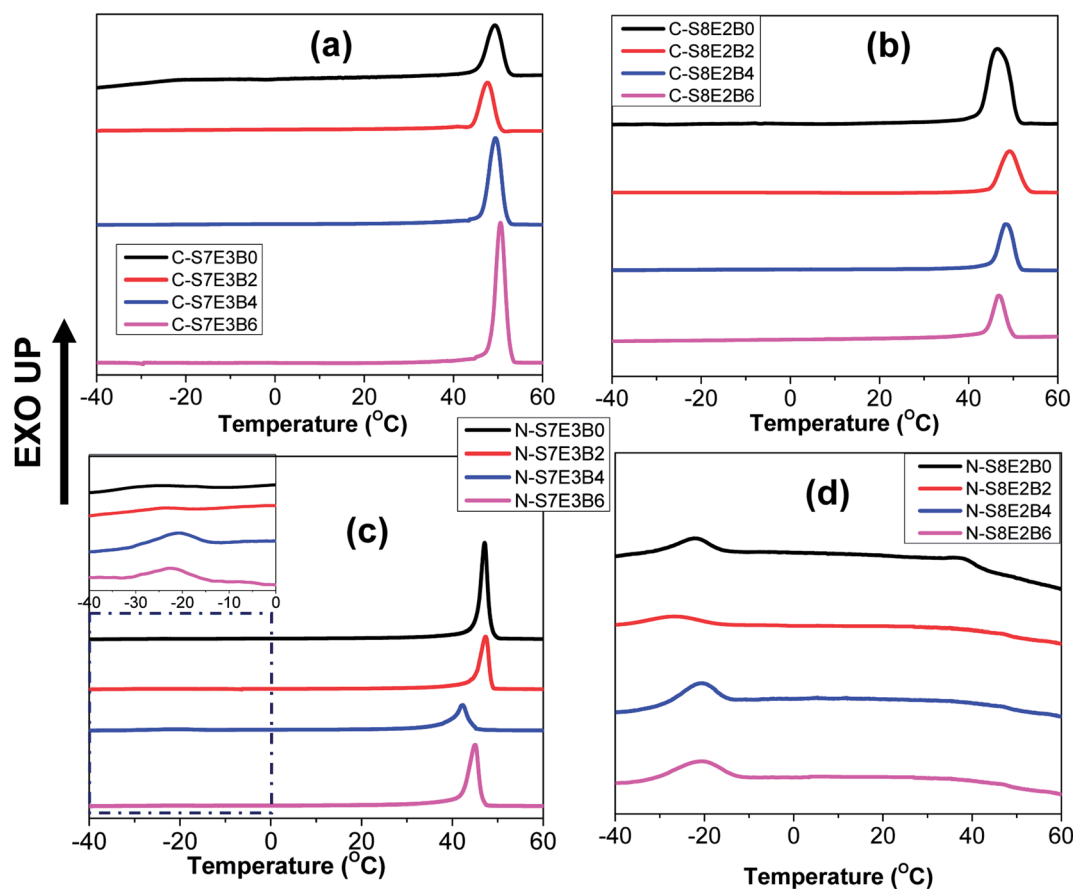 (a)
C-S7E3B0
C-S7E3B2
C-S7E3B4
C-S7E3B6
-40 -20 0 20 40 60
Temperature (°C)
(b)
C-S8E2B0
C-S8E2B2
C-S8E2B4
C-S8E2B6
-40 -20 0 20 40 60
Temperature (°C)
EXO UP
(c)
N-S7E3B0
N-S7E3B2
N-S7E3B4
N-S7E3B6
-40 -30 -20 -10 0
-40 -20 0 20 40 60
Temperature (°C)
(d)
N-S8E2B0
N-S8E2B2
N-S8E2B4
N-S8E2B6
-40 -20 0 20 40 60
Temperature (°C)